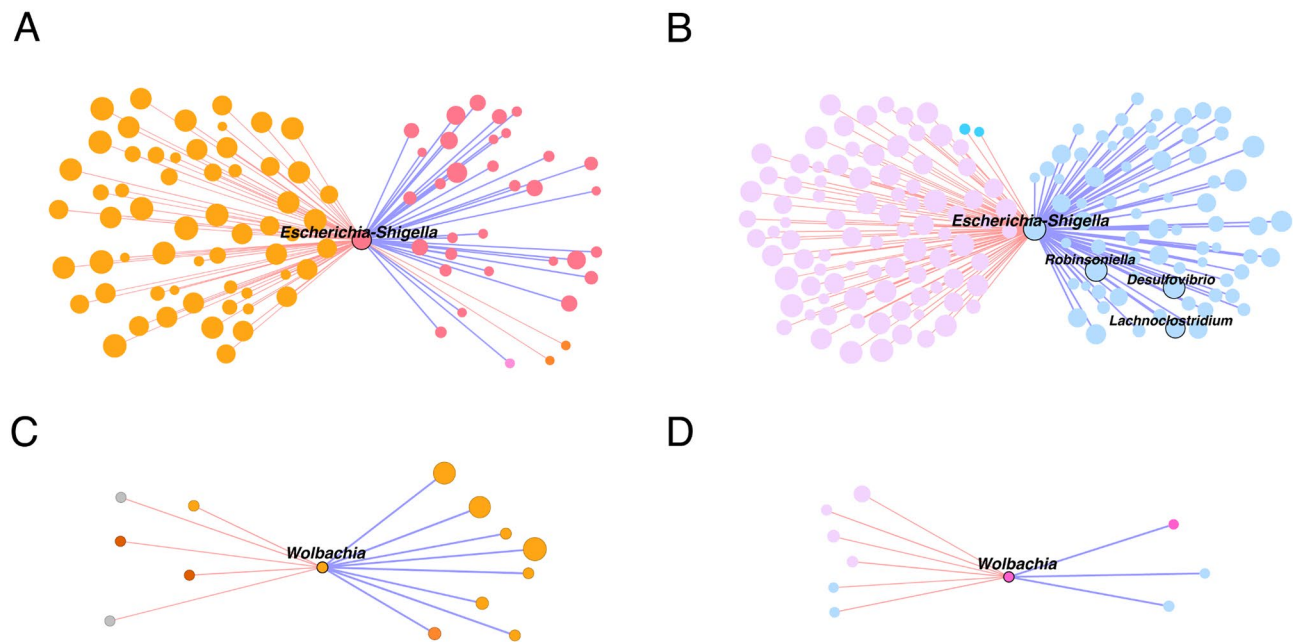 A
B
Escherichia-Shigella
Escherichia-Shigella
Robinsoniella
Desulfovibrio
Lachnoclostridium
C
D
Wolbachia
Wolbachia